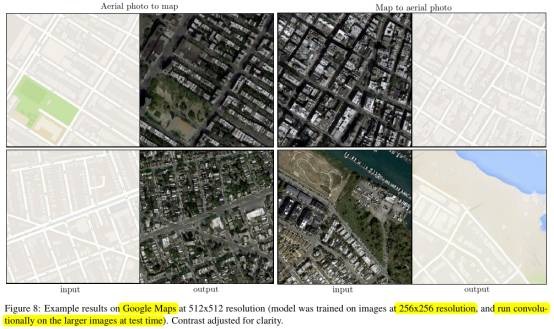 Aerial photo to map
Map to aerial photo
input
output
input
output
Figure 8: Example results on Google Maps at 512x512 resolution (model was trained on images at 256x256 resolution, and run convolu-
tionally on the larger images at test time). Contrast adjusted for clarity.